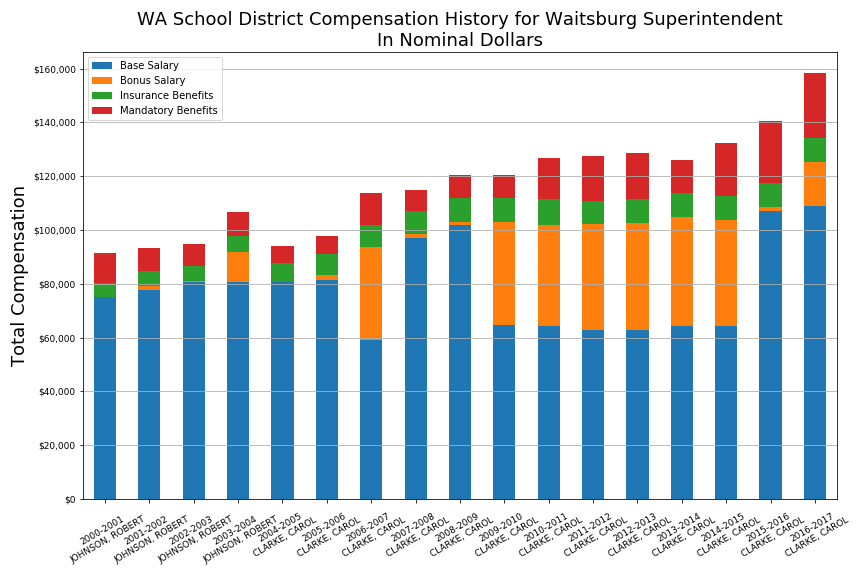 WA School District Compensation History for Waitsburg Superintendent
In Nominal Dollars
Base Salary
Bonus Salary
Insurance Benefits
Mandatory Benefits
Total Compensation
$160,000
$140,000
$120,000
$100,000
$80,000
$60,000
$40,000
$20,000
$0
2000-2001
JOHNSON, ROBERT
2001-2002
JOHNSON, ROBERT
2002-2003
JOHNSON, ROBERT
2003-2004
JOHNSON, ROBERT
2004-2005
CLARKE, CAROL
2005-2006
CLARKE, CAROL
2006-2007
CLARKE, CAROL
2007-2008
CLARKE, CAROL
2008-2009
CLARKE, CAROL
2009-2010
CLARKE, CAROL
2010-2011
CLARKE, CAROL
2011-2012
CLARKE, CAROL
2012-2013
CLARKE, CAROL
2013-2014
CLARKE, CAROL
2014-2015
CLARKE, CAROL
2015-2016
CLARKE, CAROL
2016-2017
CLARKE, CAROL